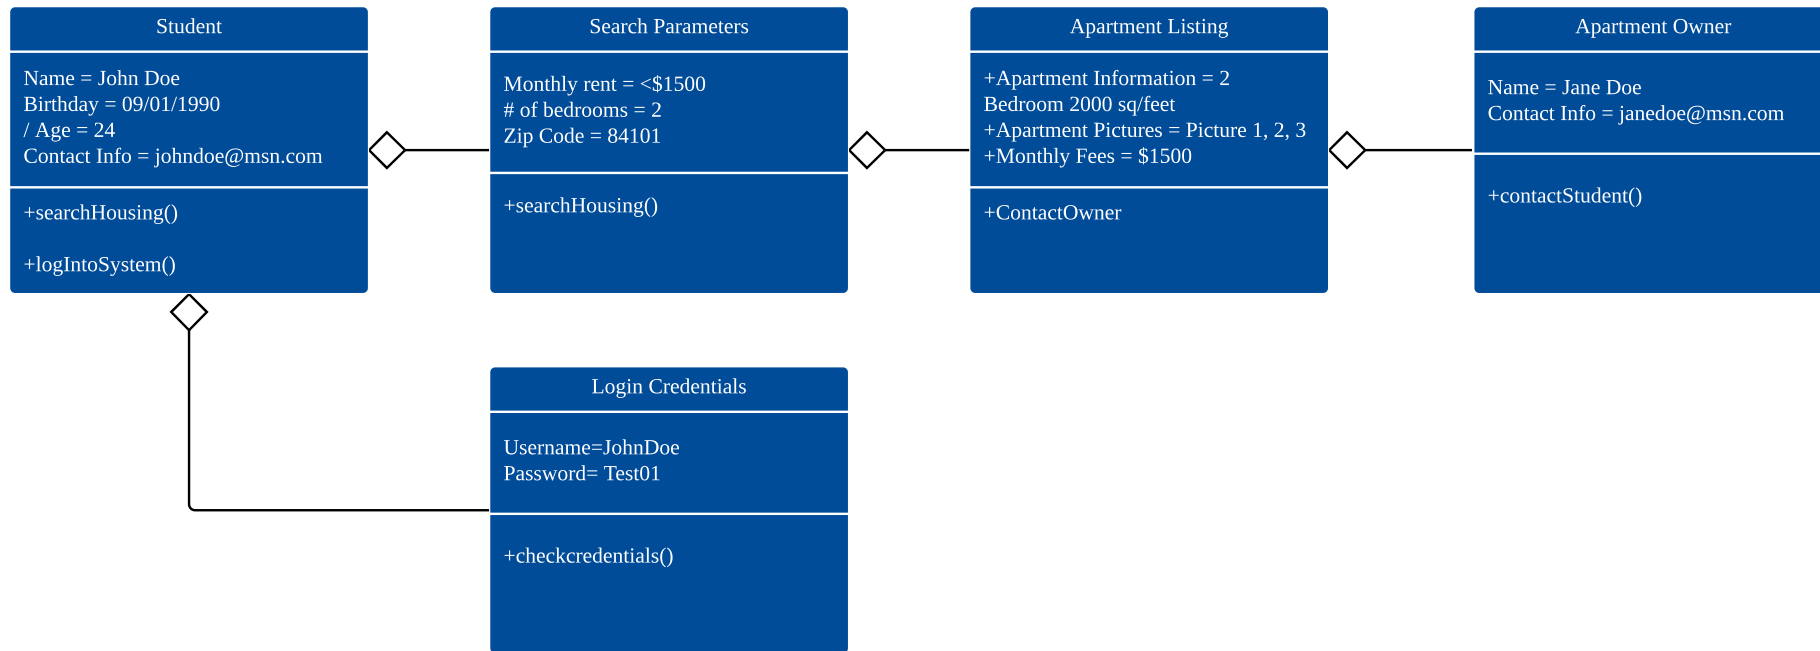 Student
Name = John Doe
Birthday = 09/01/1990
/ Age = 24
Contact Info = johndoe@msn.com
+searchHousing()
+logIntoSystem()
Search Parameters
Monthly rent = <$1500
# of bedrooms = 2
Zip Code = 84101
+searchHousing()
Apartment Listing
+Apartment Information = 2
Bedroom 2000 sq/feet
+Apartment Pictures = Picture 1, 2, 3
+Monthly Fees = $1500
+ContactOwner
Apartment Owner
Name = Jane Doe
Contact Info = janedoe@msn.com
+contactStudent()
Login Credentials
Username=JohnDoe
Password= Test01
+checkcredentials()